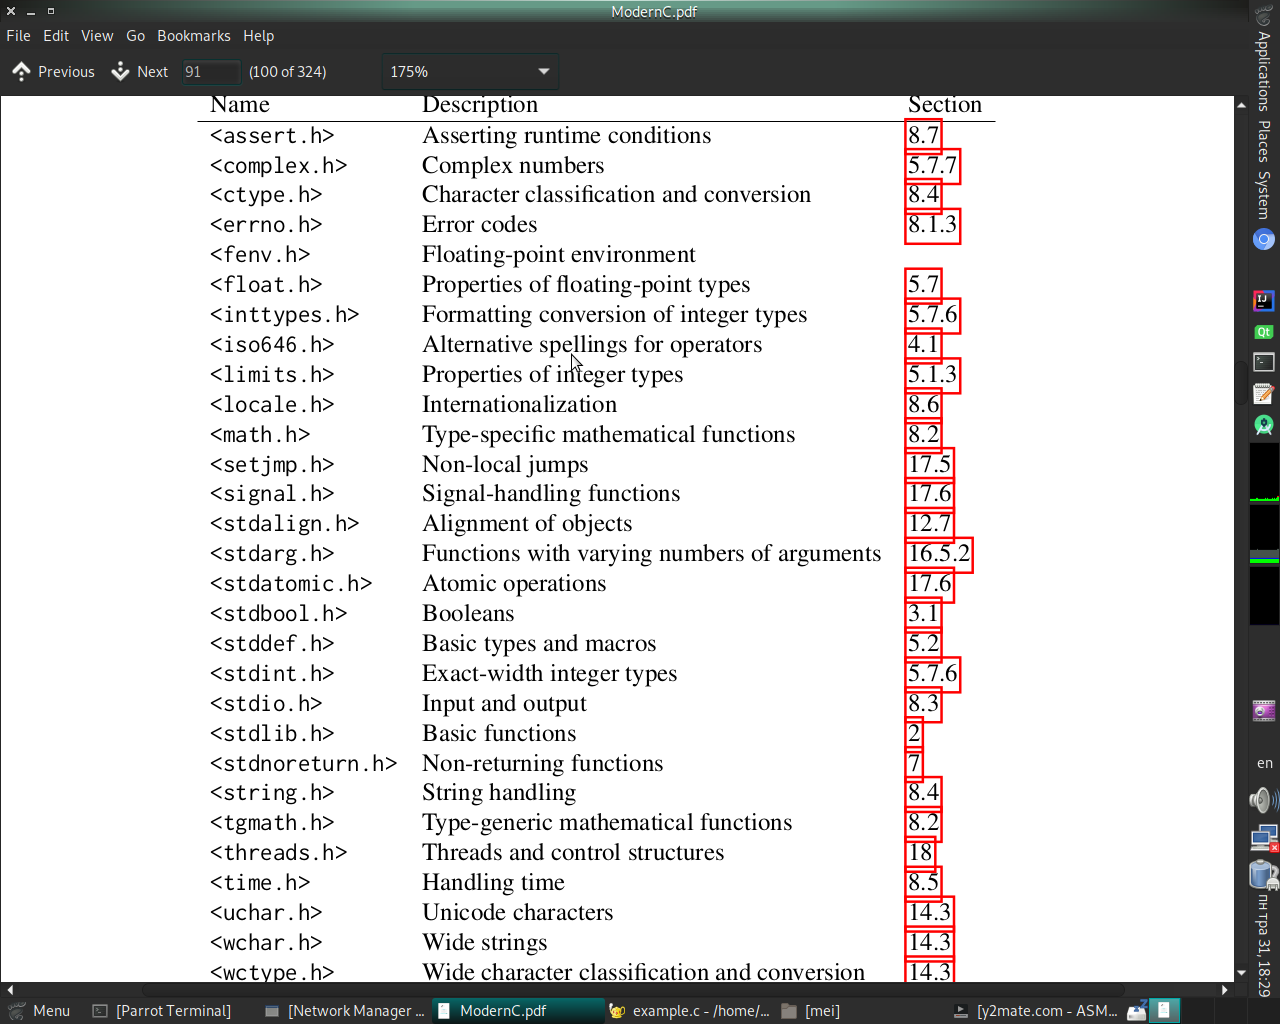 ModernC.pdf
File Edit View Go Bookmarks Help
Previous Next 91 (100 of 324) 175%
Name Description Section
<assert.h> Asserting runtime conditions 8.7
<complex.h> Complex numbers 5.7.7
<ctype.h> Character classification and conversion 8.4
<errno.h> Error codes 8.1.3
<fenv.h> Floating-point environment
<float.h> Properties of floating-point types 5.7
<inttypes.h> Formatting conversion of integer types 5.7.6
<iso646.h> Alternative spellings for operators 4.1
<limits.h> Properties of integer types 5.1.3
<locale.h> Internationalization 8.6
<math.h> Type-specific mathematical functions 8.2
<setjmp.h> Non-local jumps 17.5
<signal.h> Signal-handling functions 17.6
<stdalign.h> Alignment of objects 12.7
<stdarg.h> Functions with varying numbers of arguments 16.5.2
<stdatomic.h> Atomic operations 17.6
<stdbool.h> Booleans 3.1
<stddef.h> Basic types and macros 5.2
<stdint.h> Exact-width integer types 5.7.6
<stdio.h> Input and output 8.3
<stdlib.h> Basic functions 2
<stdnoreturn.h> Non-returning functions 7
<string.h> String handling 8.4
<tgmath.h> Type-generic mathematical functions 8.2
<threads.h> Threads and control structures 18
<time.h> Handling time 8.5
<uchar.h> Unicode characters 14.3
<wchar.h> Wide strings 14.3
<wctype.h> Wide character classification and conversion 14.3
Applications Places System
IJ
Qt
en
пн тра 31, 18:29
Menu [Parrot Terminal] [Network Manager ... ModernC.pdf example.c - /home/... [mei] [y2mate.com - ASM...